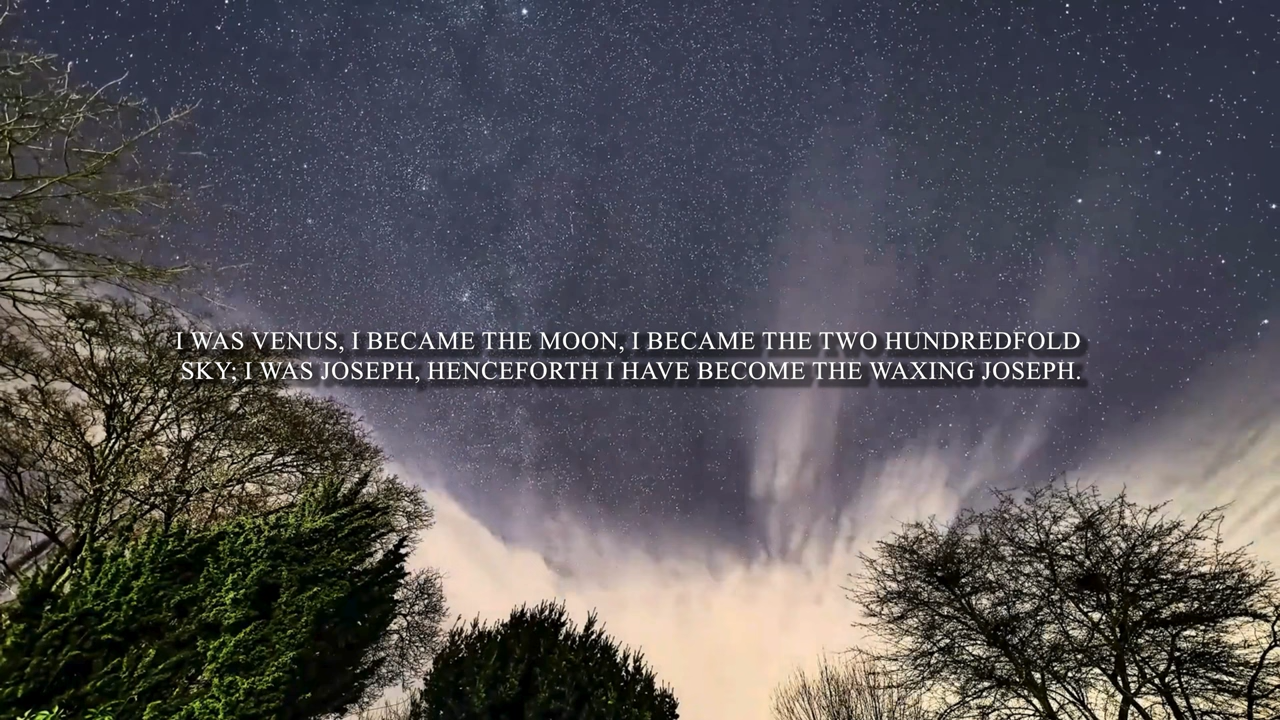 I WAS VENUS, I BECAME THE MOON, I BECAME THE TWO HUNDREDFOLD
SKY; I WAS JOSEPH, HENCEFORTH I HAVE BECOME THE WAXING JOSEPH.